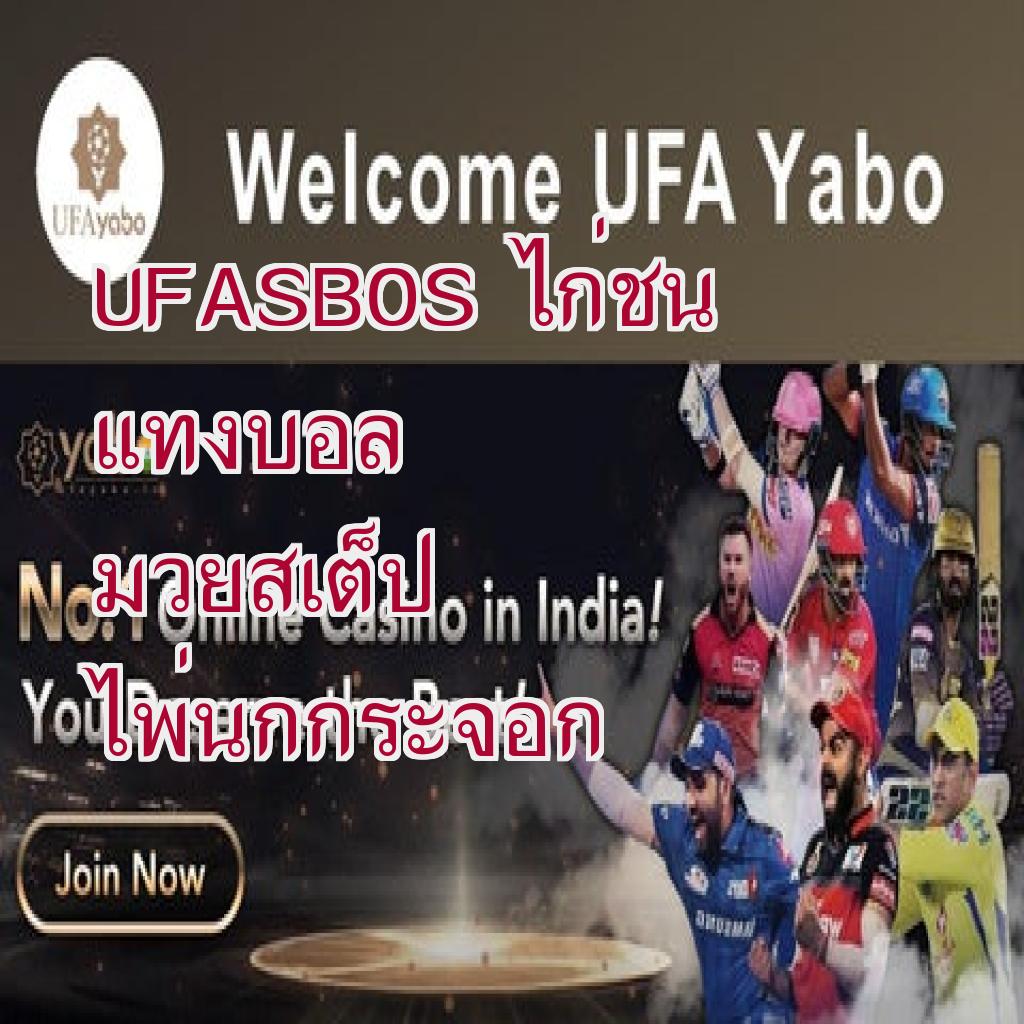 Welcome UFA Yabo
UFAyabo
UFASBOS ไก่ชน
แทงบอล
มวยสเต็ป
No.1 Online Casino in India!
You
ไพ่นกกระจอก
Join Now
22